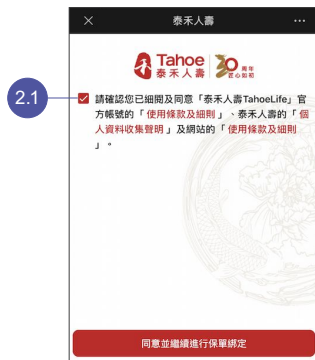 泰禾人壽
Tahoe
泰禾人壽
30 周年
匠心如初
2.1
請確認您已細閱及同意「泰禾人壽TahoeLife」官
方帳號的「使用條款及細則」、泰禾人壽的「個
人資料收集聲明」及網站的「使用條款及細則
」。
同意並繼續進行保單綁定